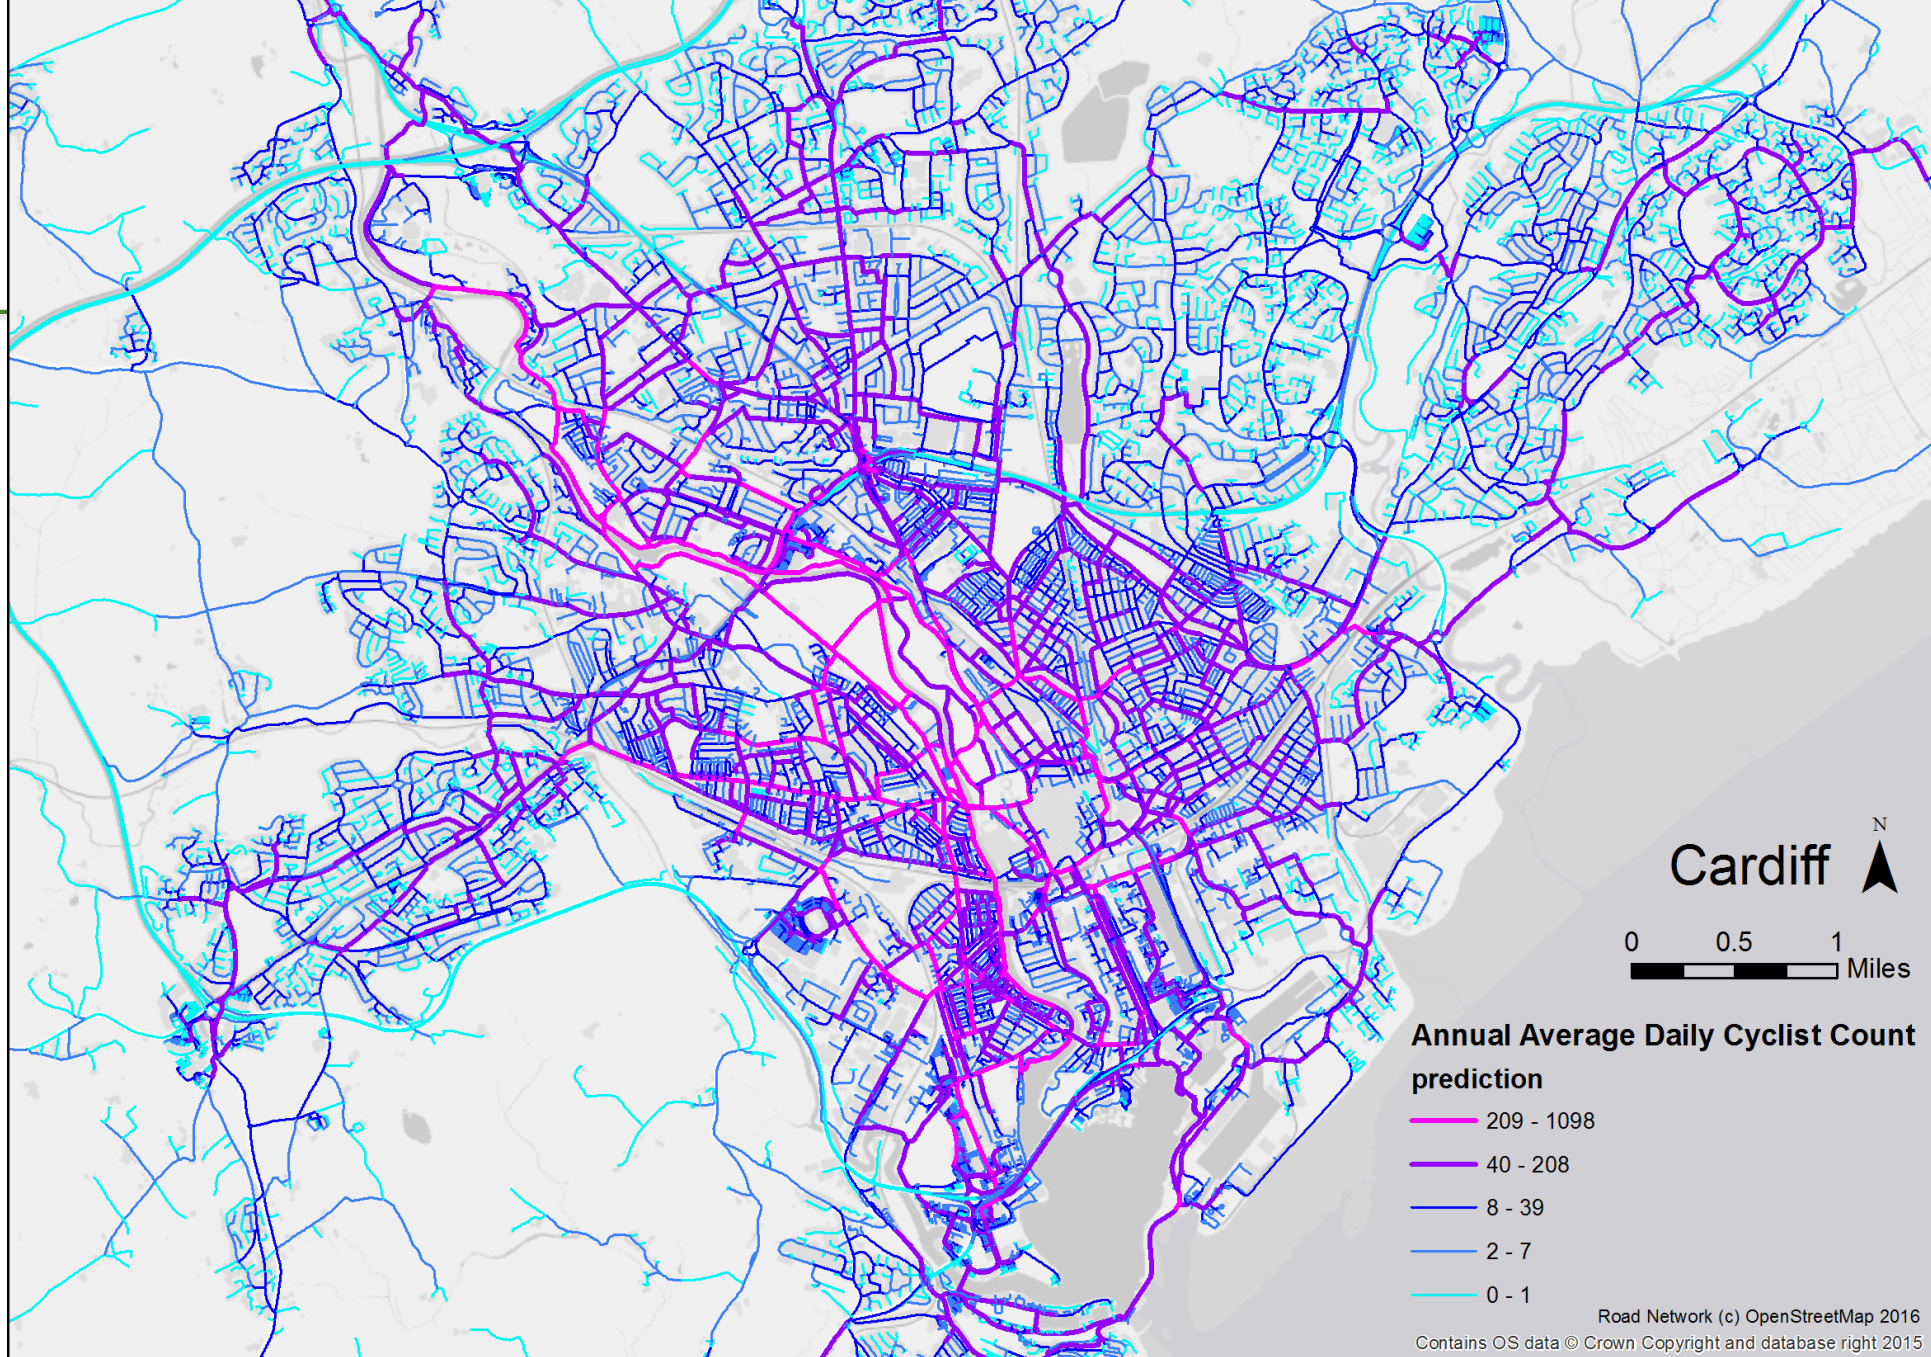 N
Cardiff
0 0.5 1
Miles
Annual Average Daily Cyclist Count
prediction
209 - 1098
40 - 208
8 - 39
2 - 7
0 - 1
Road Network (c) OpenStreetMap 2016
Contains OS data © Crown Copyright and database right 2015